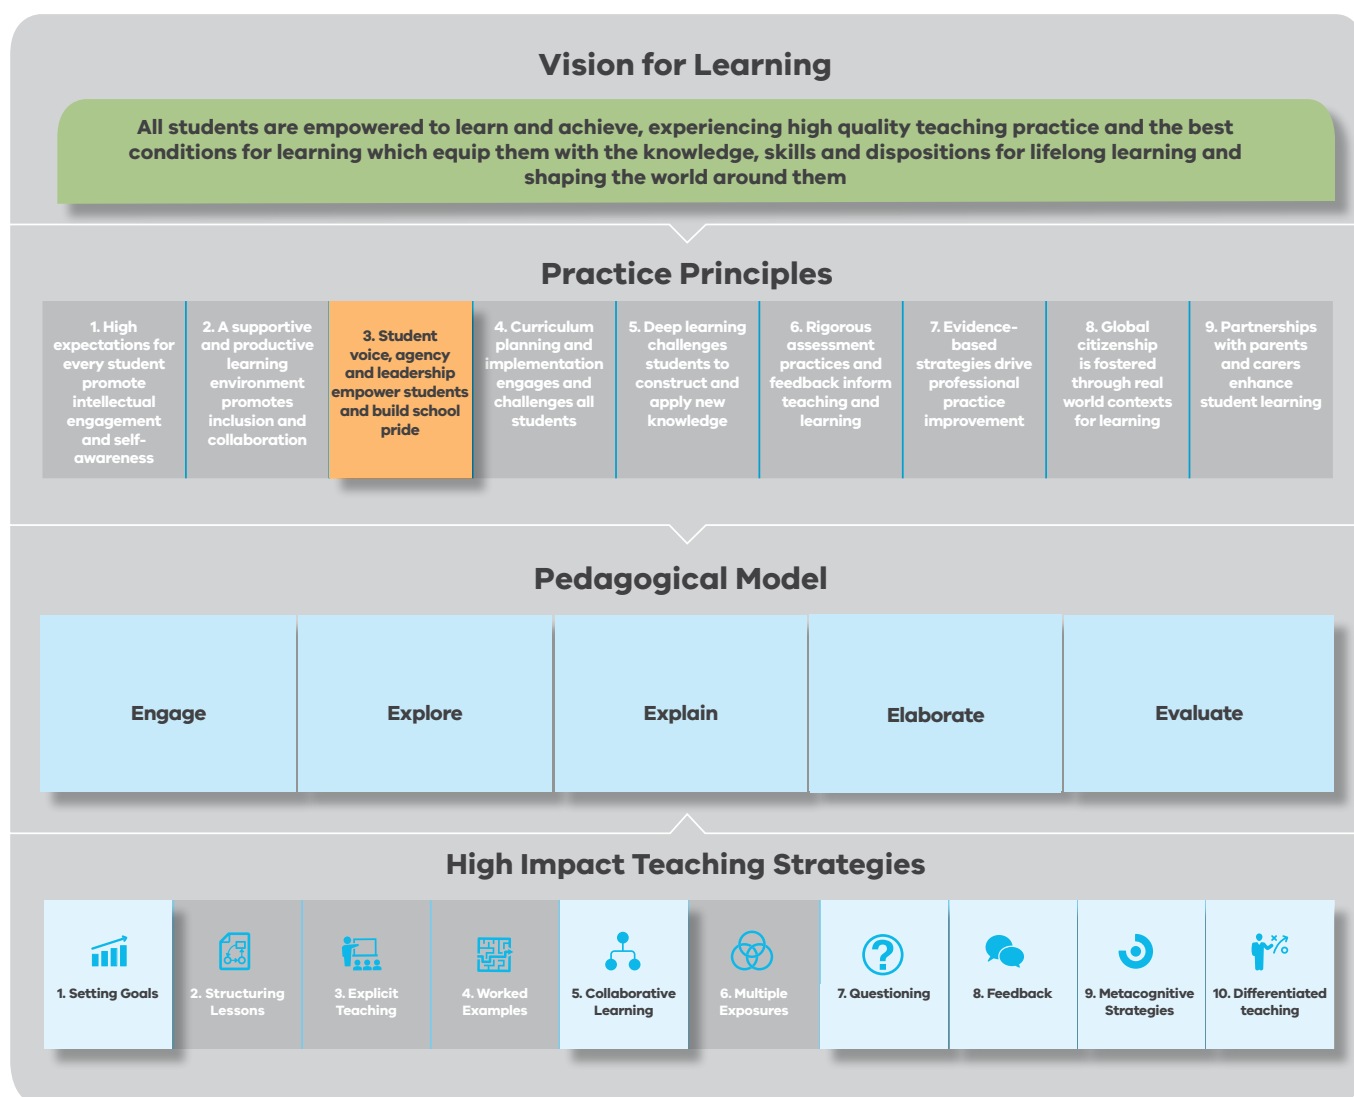 Vision for Learning
All students are empowered to learn and achieve, experiencing high quality teaching practice and the best
conditions for learning which equip them with the knowledge, skills and dispositions for lifelong learning and
shaping the world around them
Practice Principles
1. High
expectations for
every student
promote
intellectual
engagement
and self-
awareness
2. A supportive
and productive
learning
environment
promotes
inclusion and
collaboration
3. Student
voice, agency
and leadership
empower students
and build school
pride
4. Curriculum
planning and
implementation
engages and
challenges all
students
5. Deep learning
challenges
students to
construct and
apply new
knowledge
6. Rigorous
assessment
practices and
feedback inform
teaching and
learning
7. Evidence-
based
strategies drive
professional
practice
improvement
8. Global
citizenship
is fostered
through real
world contexts
for learning
9. Partnerships
with parents
and carers
enhance
student learning
Pedagogical Model
Engage
Explore
Explain
Elaborate
Evaluate
High Impact Teaching Strategies
1. Setting Goals
2. Structuring
Lessons
3. Explicit
Teaching
4. Worked
Examples
5. Collaborative
Learning
6. Multiple
Exposures
7. Questioning
8. Feedback
9. Metacognitive
Strategies
10. Differentiated
teaching